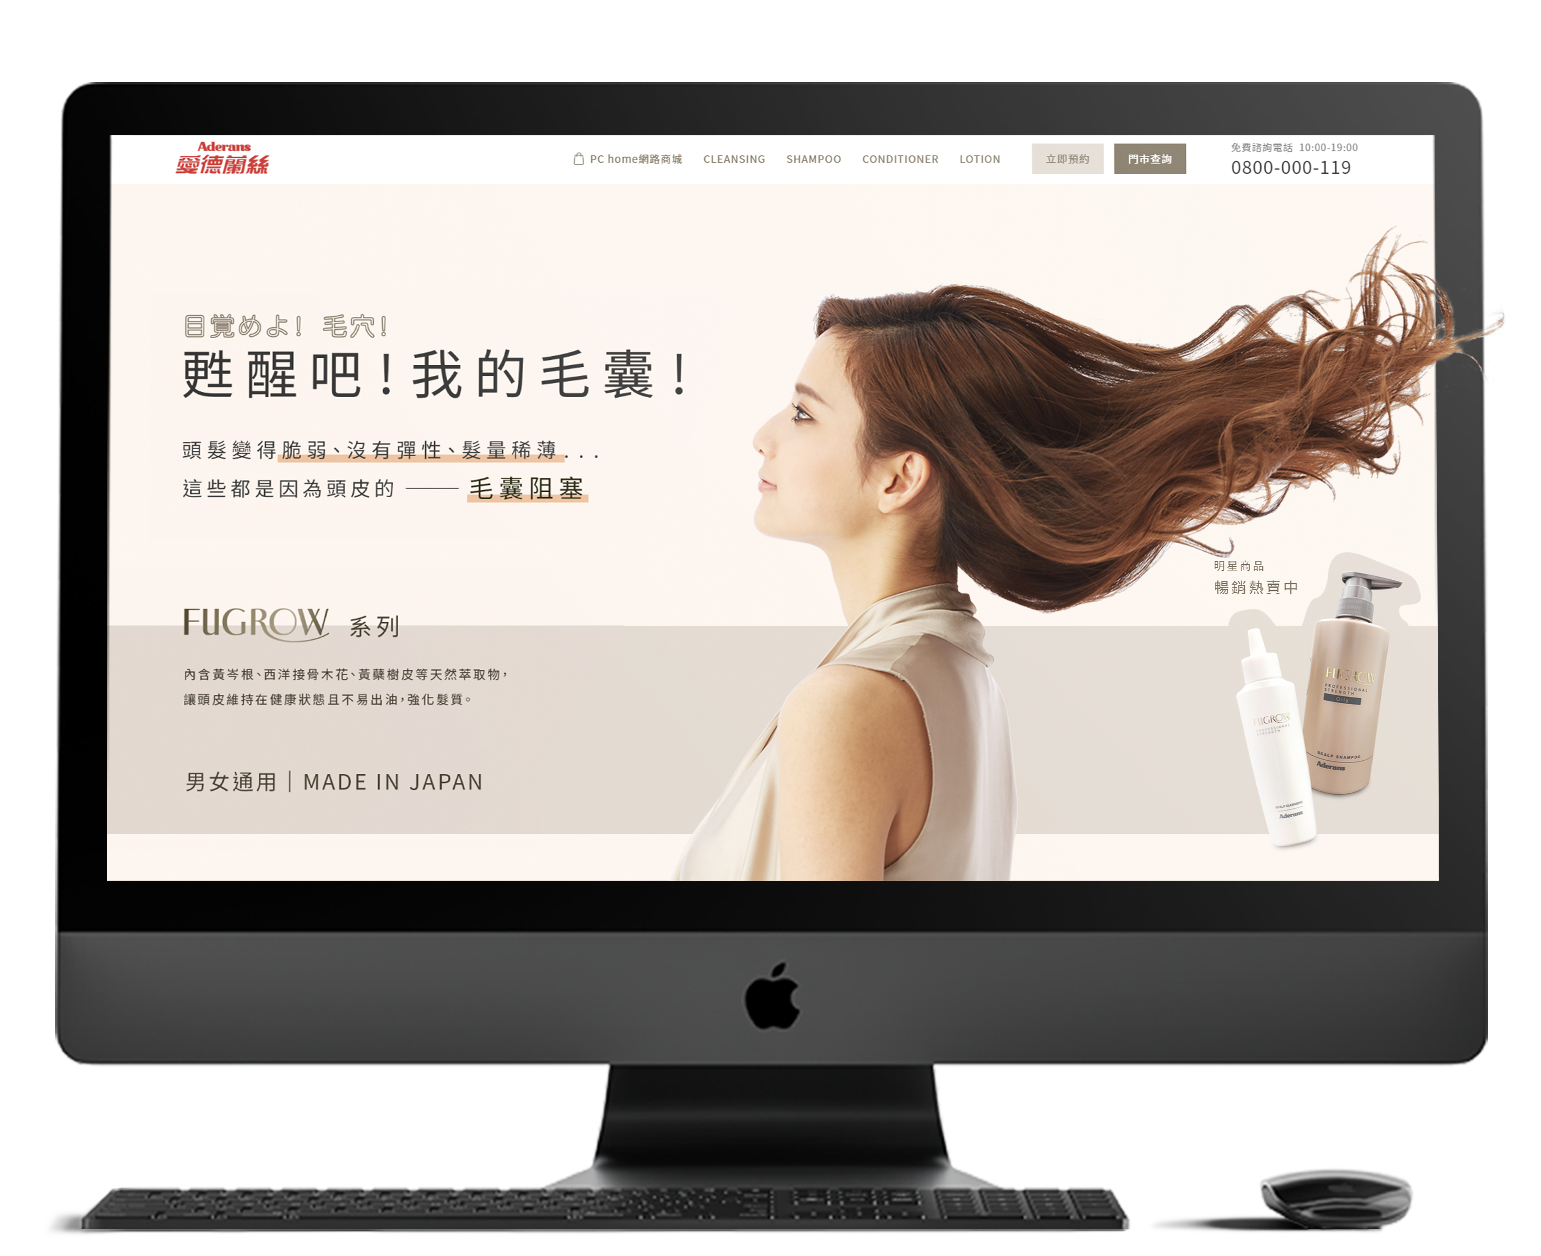 Aderans
愛德蘭絲
PC home網路商城 CLEANSING SHAMPOO CONDITIONER LOTION 立即預約 門市查詢
免費諮詢電話 10:00-19:00
0800-000-119
目覚めよ！ 毛穴！
甦醒吧！我的毛囊！
頭髮變得脆弱、沒有彈性、髮量稀薄...
這些都是因為頭皮的 —— 毛囊阻塞
明星商品
暢銷熱賣中
FUGROW 系列
內含黃岑根、西洋接骨木花、黃蘗樹皮等天然萃取物，
讓頭皮維持在健康狀態且不易出油，強化髮質。
男女通用｜MADE IN JAPAN
FUGROW
PROFESSIONAL
STRENGTH
SCALP SHAMPOO
Aderans
FUGROW
PROFESSIONAL
STRENGTH
Aderans